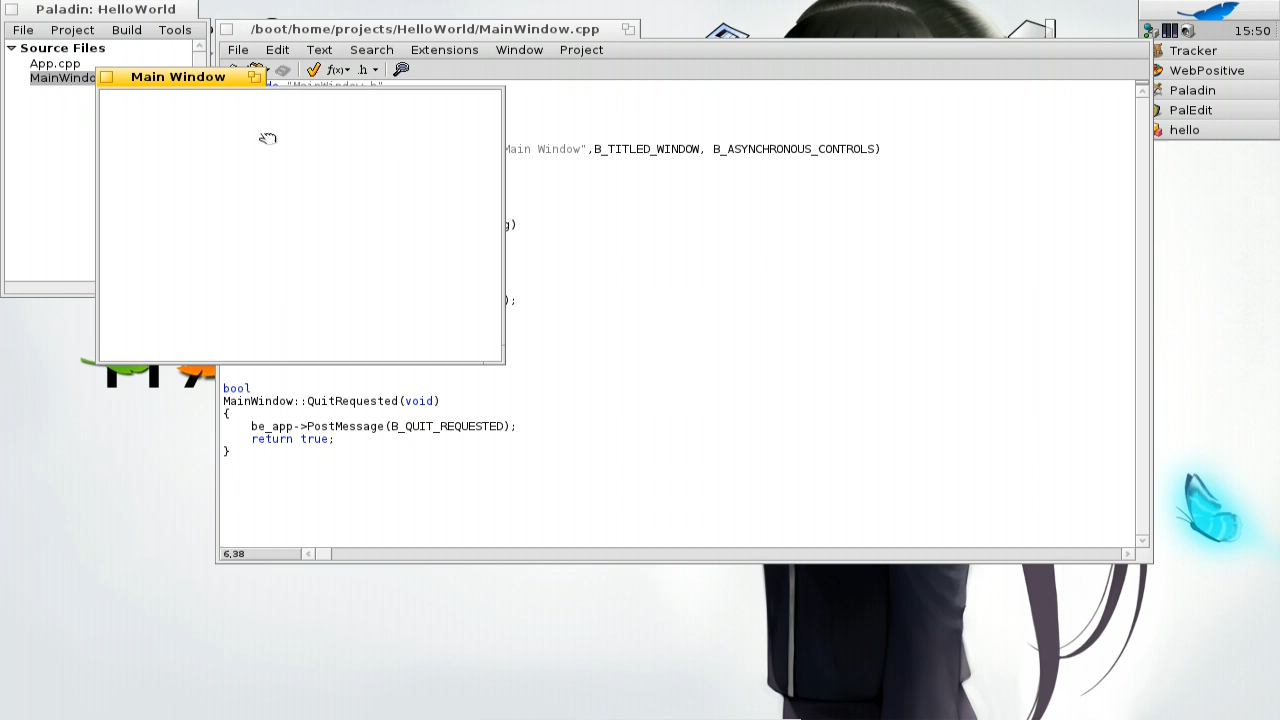 Paladin: HelloWorld
File Project Build Tools
Source Files
App.cpp
MainWindo
/boot/home/projects/HelloWorld/MainWindow.cpp
File Edit Text Search Extensions Window Project
f(x) h
"MainWindow.h"
Main Window",B_TITLED_WINDOW, B_ASYNCHRONOUS_CONTROLS)
g)
);
bool
MainWindow::QuitRequested(void)
{
be_app->PostMessage(B_QUIT_REQUESTED);
return true;
}
6,38
Main Window
15:50
Tracker
WebPositive
Paladin
PalEdit
hello